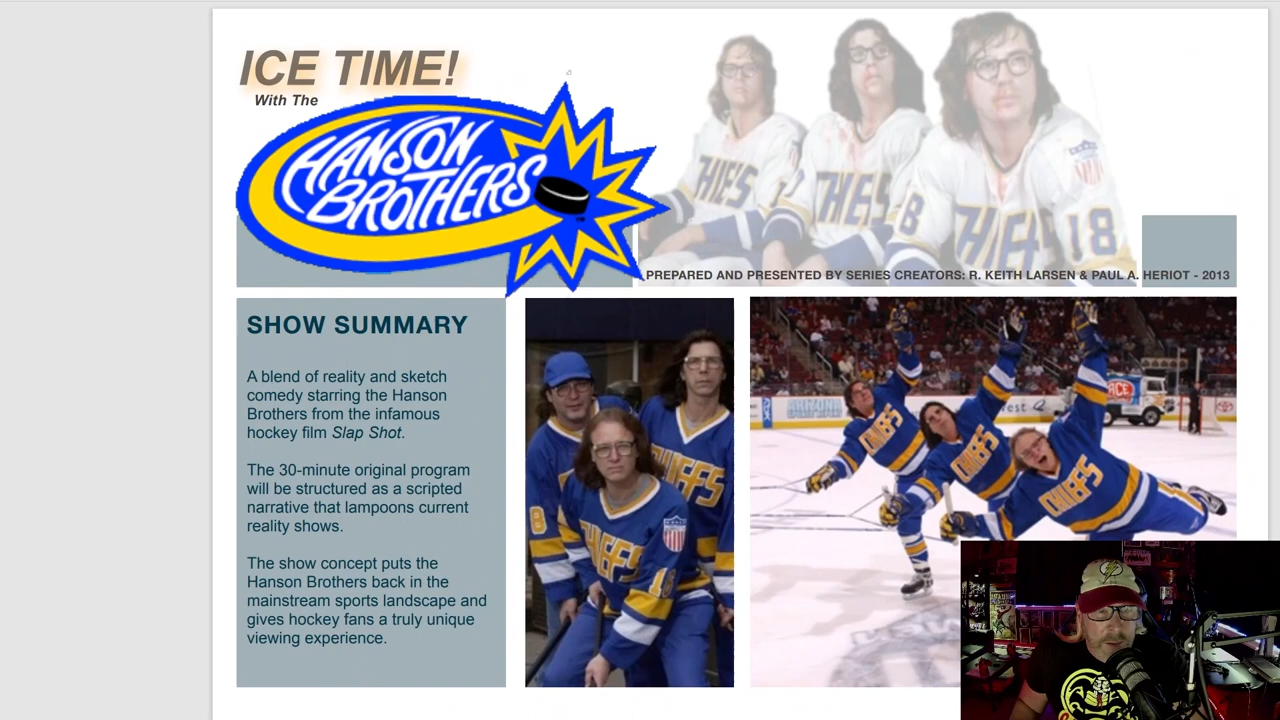 ICE TIME!
With The
HANSON
BROTHERS
CHIEFS
CHIEFS
CHIEFS
18
PREPARED AND PRESENTED BY SERIES CREATORS: R. KEITH LARSEN & PAUL A. HERIOT - 2013
SHOW SUMMARY
A blend of reality and sketch
comedy starring the Hanson
Brothers from the infamous
hockey film Slap Shot.
The 30-minute original program
will be structured as a scripted
narrative that lampoons current
reality shows.
The show concept puts the
Hanson Brothers back in the
mainstream sports landscape and
gives hockey fans a truly unique
viewing experience.